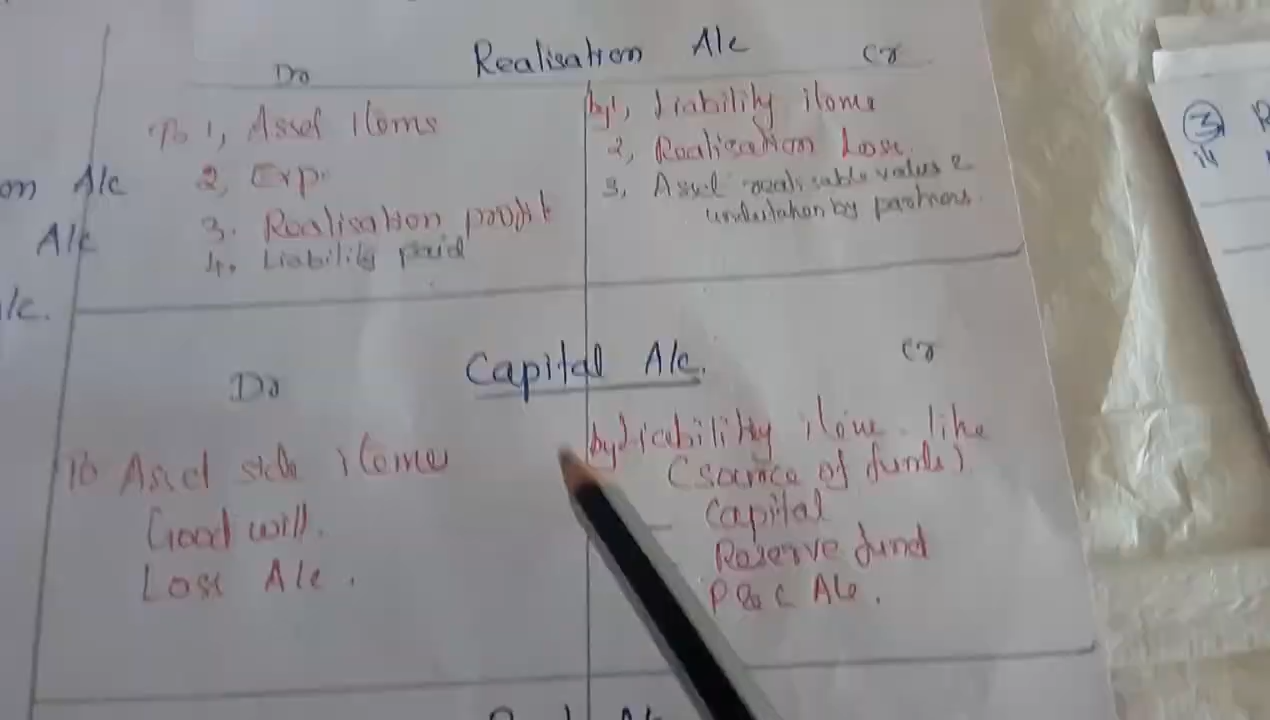 Realisation A/c
Dr
Cr
To 1, Asset items
2, Exp.
3. Realisation profit
4. Liability paid
by 1, Liability items
2, Realisation Loss.
3, Asset realisable value &
undertaken by partners.
on A/c
A/c
/c.
Capital A/c.
Dr
Cr
To Asset side items
Good will.
Loss A/c.
by Liability items like
(source of funds)
Capital
Reserve fund
P & L A/c.